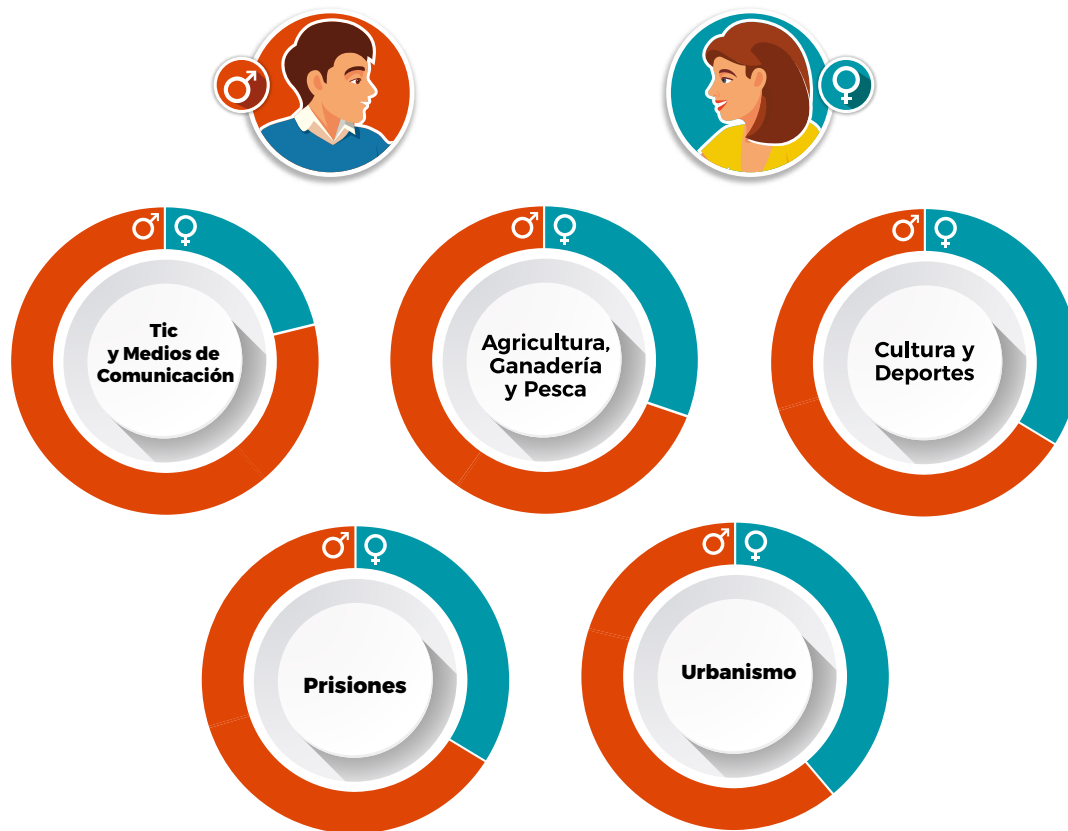 Tic
y Medios de
Comunicación
Agricultura,
Ganadería
y Pesca
Cultura y
Deportes
Prisiones
Urbanismo